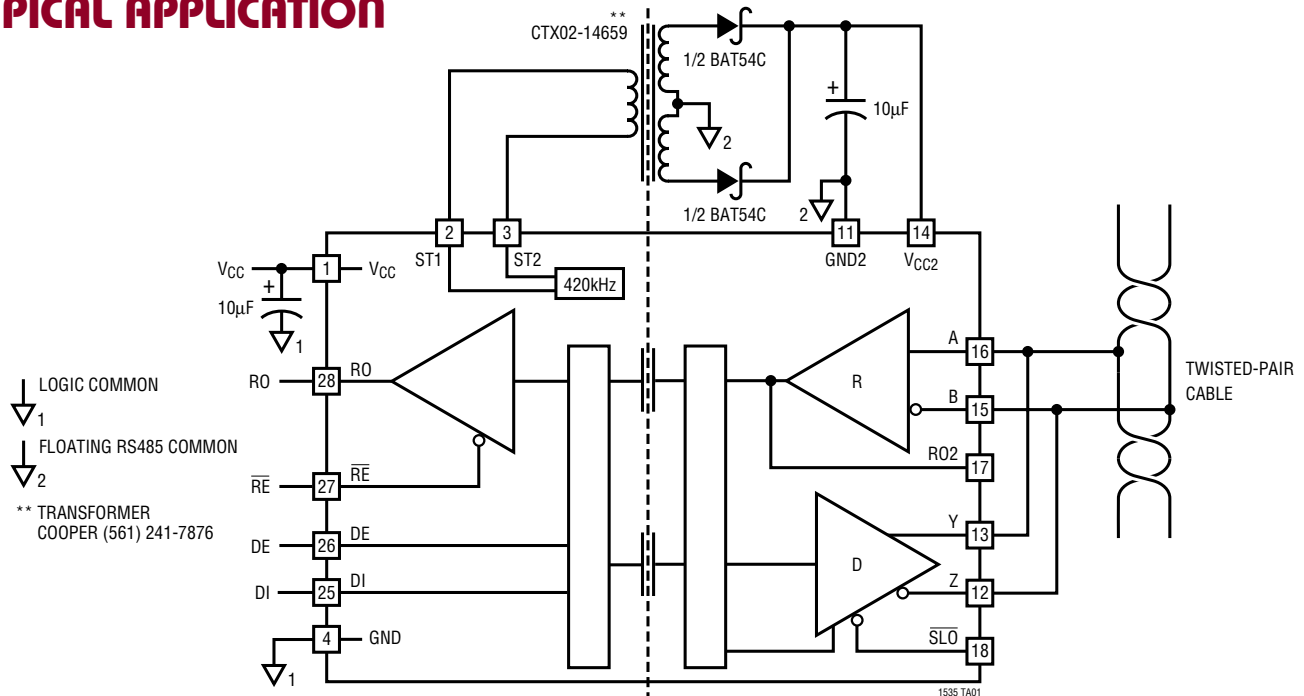 PICAL APPLICATION
**
CTX02-14659
1/2 BAT54C
+
10µF
2
1/2 BAT54C
2
2
3
11
14
ST1
ST2
GND2
VCC2
VCC
1
VCC
420kHz
+
10µF
1
A
16
RO
28
RO
R
TWISTED-PAIR
CABLE
LOGIC COMMON
1
B
15
FLOATING RS485 COMMON
2
RO2
17
RE
27
RE
** TRANSFORMER
COOPER (561) 241-7876
Y
13
DE
26
DE
D
DI
25
DI
Z
12
4
GND
SLO
18
1
1535 TA01